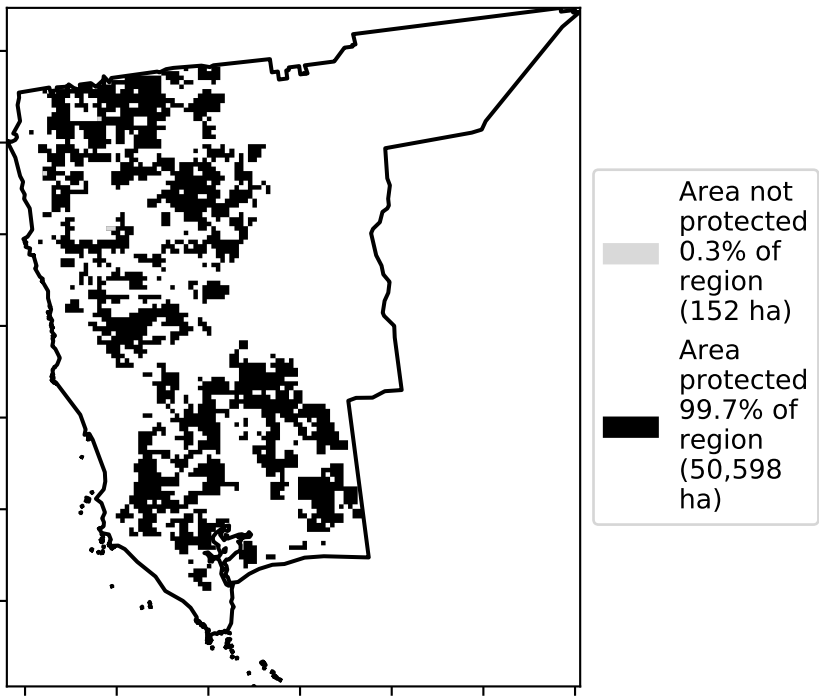 Area not
protected
0.3% of
region
(152 ha)
Area
protected
99.7% of
region
(50,598
ha)